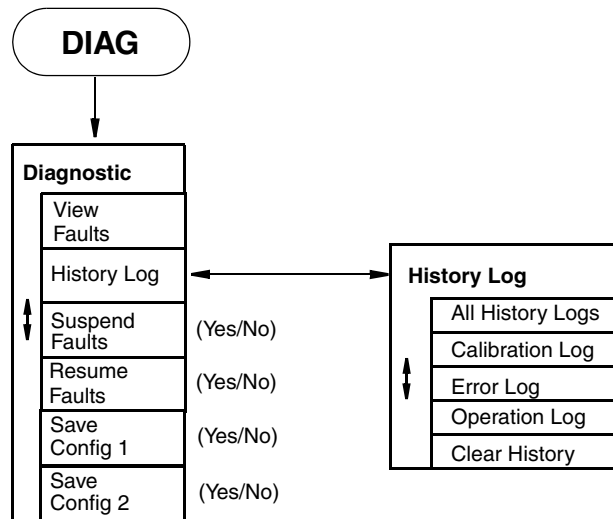 DIAG
Diagnostic
View
Faults
History Log
Suspend
Faults
(Yes/No)
Resume
Faults
(Yes/No)
Save
Config 1
(Yes/No)
Save
Config 2
(Yes/No)
History Log
All History Logs
Calibration Log
Error Log
Operation Log
Clear History